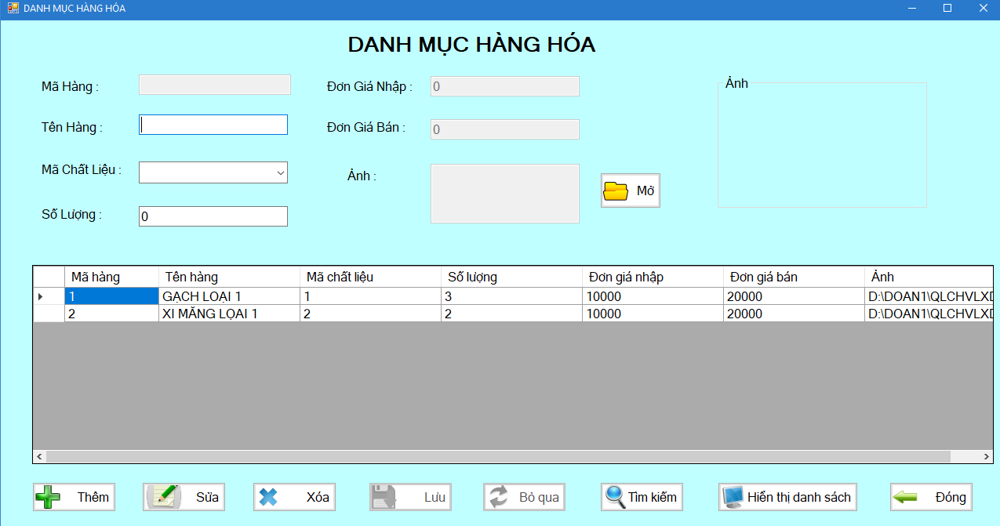 DANH MỤC HÀNG HÓA
DANH MỤC HÀNG HÓA
Mã Hàng :
Đơn Giá Nhập : 0
Ảnh
Tên Hàng :
Đơn Giá Bán : 0
Mã Chất Liệu :
Ảnh :
Mở
Số Lượng : 0
Mã hàng Tên hàng Mã chất liệu Số lượng Đơn giá nhập Đơn giá bán Ảnh
1 GẠCH LOẠI 1 1 3 10000 20000 D:\DOAN1\QLCHVLXD
2 XI MĂNG LỌAI 1 2 2 10000 20000 D:\DOAN1\QLCHVLXD
Thêm Sửa Xóa Lưu Bỏ qua Tìm kiếm Hiển thị danh sách Đóng